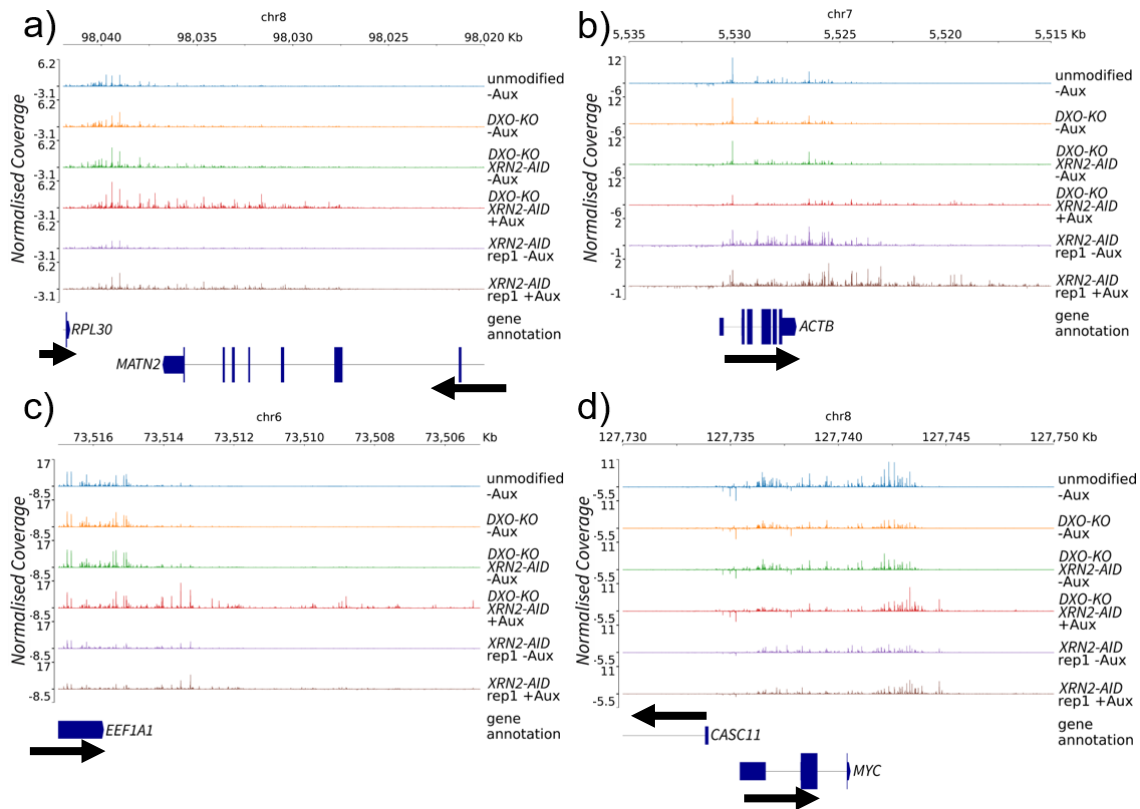 a)
chr8
98,040 98,035 98,030 98,025 98,020 Kb
Normalised Coverage
6.2
-3.1
unmodified
-Aux
6.2
-3.1
DXO-KO
-Aux
6.2
-3.1
DXO-KO
XRN2-AID
-Aux
6.2
-3.1
DXO-KO
XRN2-AID
+Aux
6.2
-3.1
XRN2-AID
rep1 -Aux
6.2
-3.1
XRN2-AID
rep1 +Aux
RPL30
gene
annotation
MATN2
b)
chr7
5,535 5,530 5,525 5,520 5,515 Kb
Normalised Coverage
12
-6
unmodified
-Aux
12
-6
DXO-KO
-Aux
12
-6
DXO-KO
XRN2-AID
-Aux
12
-6
DXO-KO
XRN2-AID
+Aux
2
-1
XRN2-AID
rep1 -Aux
2
-1
XRN2-AID
rep1 +Aux
ACTB
gene
annotation
c)
chr6
73,516 73,514 73,512 73,510 73,508 73,506 Kb
Normalised Coverage
17
-8.5
unmodified
-Aux
17
-8.5
DXO-KO
-Aux
17
-8.5
DXO-KO
XRN2-AID
-Aux
17
-8.5
DXO-KO
XRN2-AID
+Aux
17
-8.5
XRN2-AID
rep1 -Aux
17
-8.5
XRN2-AID
rep1 +Aux
EEF1A1
gene
annotation
d)
chr8
127,730 127,735 127,740 127,745 127,750 Kb
Normalised Coverage
11
-5.5
unmodified
-Aux
11
-5.5
DXO-KO
-Aux
11
-5.5
DXO-KO
XRN2-AID
-Aux
11
-5.5
DXO-KO
XRN2-AID
+Aux
11
-5.5
XRN2-AID
rep1 -Aux
11
-5.5
XRN2-AID
rep1 +Aux
CASC11
gene
annotation
MYC